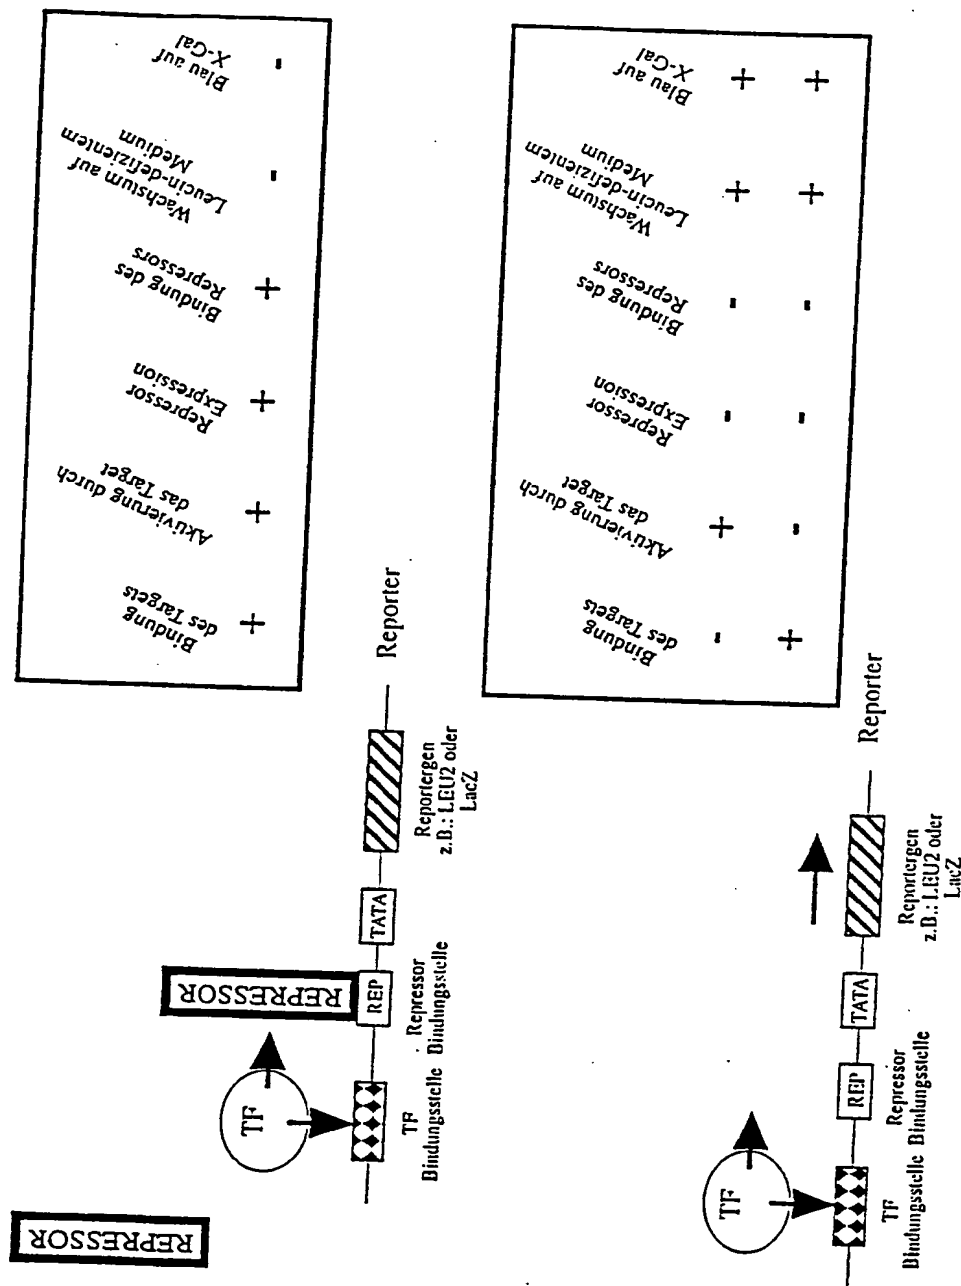 REPRESSOR
TF
REPRESSOR
REP
TATA
TF
Bindungsstelle
Repressor
Bindungsstelle
Reportergen
z.B.: LEU2 oder
LacZ
Reporter
Bindung
des Targets
Aktivierung durch
das Target
Repressor
Expression
Bindung des
Repressors
Wachstum auf
Leucin-defizientem
Medium
Blau auf
X-Gal
+ + + + - -
TF
REP
TATA
TF
Bindungsstelle
Repressor
Bindungsstelle
Reportergen
z.B.: LEU2 oder
LacZ
Reporter
Bindung
des Targets
Aktivierung durch
das Target
Repressor
Expression
Bindung des
Repressors
Wachstum auf
Leucin-defizientem
Medium
Blau auf
X-Gal
- + - - + +
+ - - - + +